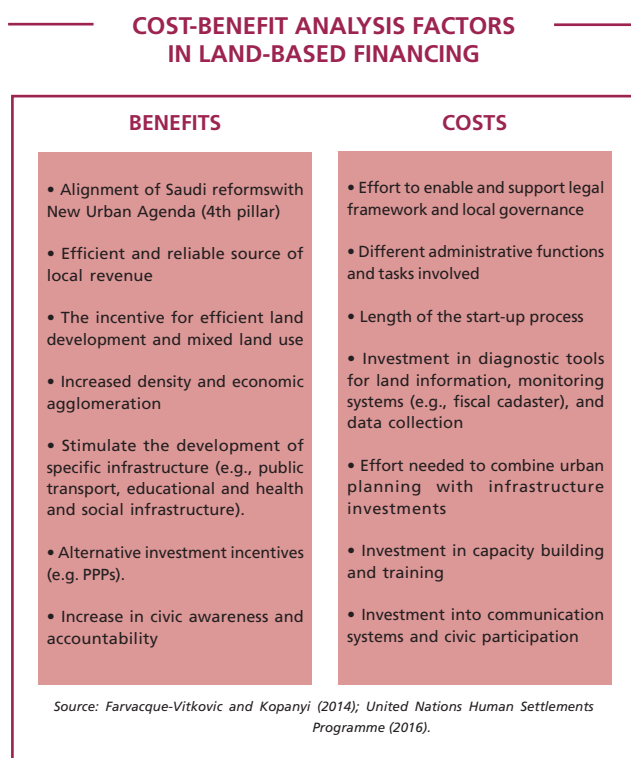 COST-BENEFIT ANALYSIS FACTORS
IN LAND-BASED FINANCING
BENEFITS
• Alignment of Saudi reformswith
New Urban Agenda (4th pillar)
• Efficient and reliable source of
local revenue
• The incentive for efficient land
development and mixed land use
• Increased density and economic
agglomeration
• Stimulate the development of
specific infrastructure (e.g., public
transport, educational and health
and social infrastructure).
• Alternative investment incentives
(e.g. PPPs).
• Increase in civic awareness and
accountability
COSTS
• Effort to enable and support legal
framework and local governance
• Different administrative functions
and tasks involved
• Length of the start-up process
• Investment in diagnostic tools
for land information, monitoring
systems (e.g., fiscal cadaster), and
data collection
• Effort needed to combine urban
planning with infrastructure
investments
• Investment in capacity building
and training
• Investment into communication
systems and civic participation
Source: Farvacque-Vitkovic and Kopanyi (2014); United Nations Human Settlements
Programme (2016).